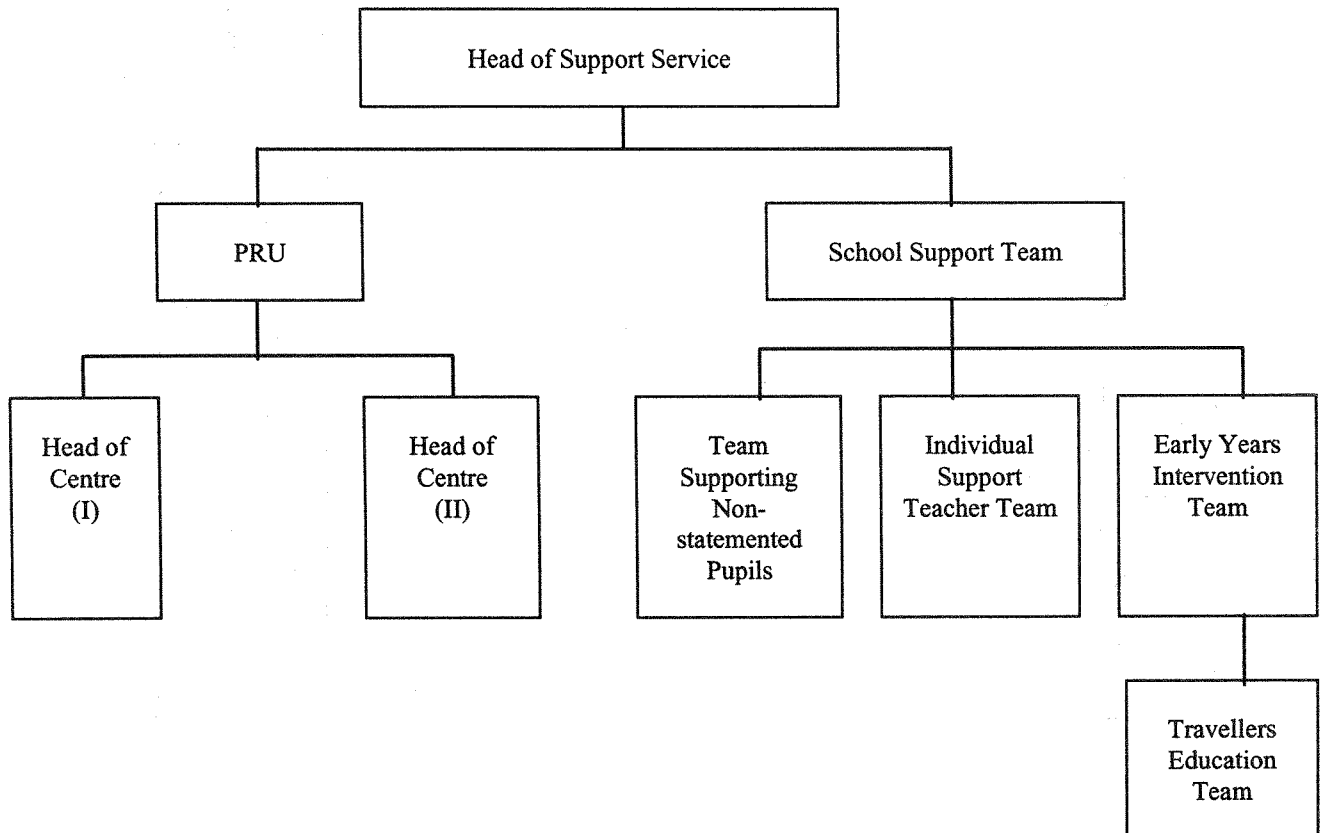 Head of Support Service
PRU
School Support Team
Head of
Centre
(I)
Head of
Centre
(II)
Team
Supporting
Non-
statemented
Pupils
Individual
Support
Teacher Team
Early Years
Intervention
Team
Travellers
Education
Team